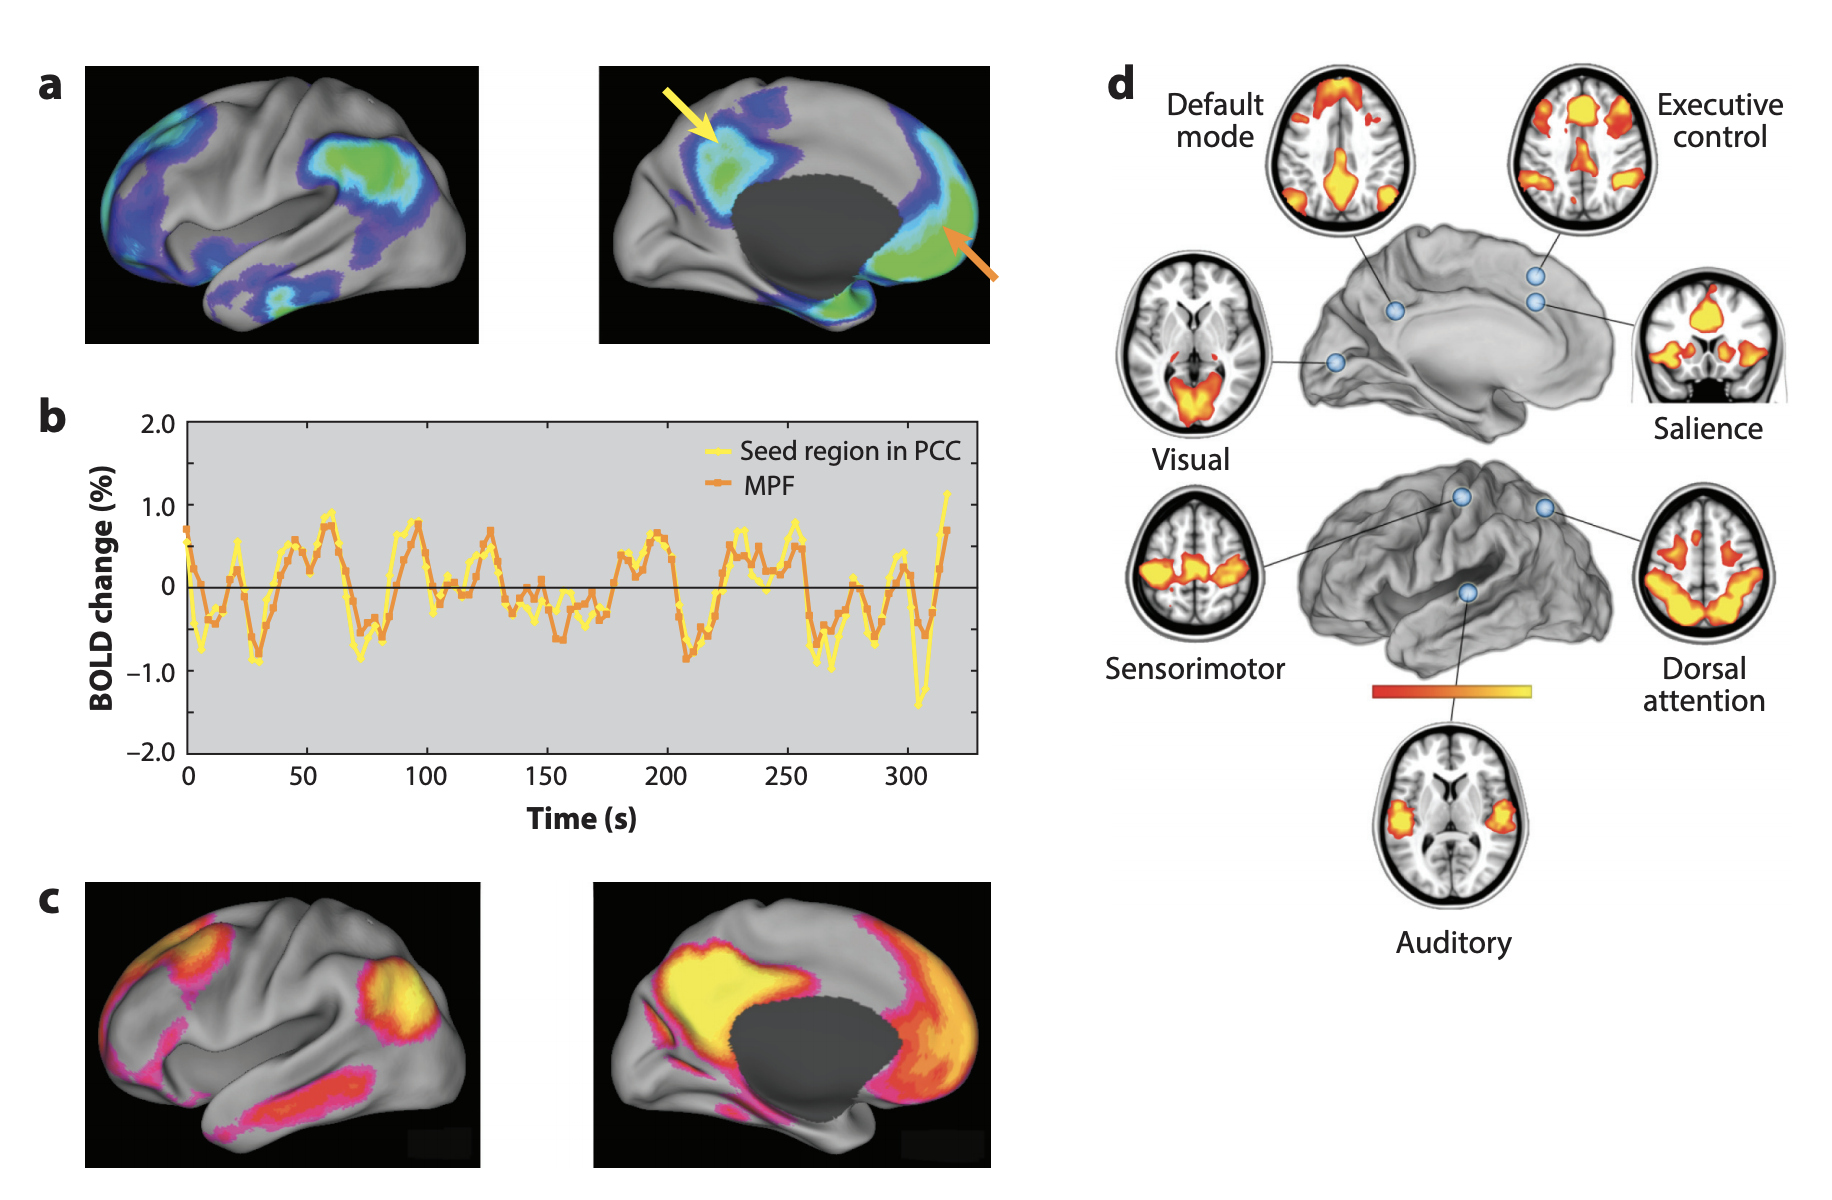 a
b
2.0
1.0
0
−1.0
−2.0
BOLD change (%)
Seed region in PCC
MPF
0 50 100 150 200 250 300
Time (s)
c
d
Default
mode
Executive
control
Visual
Salience
Sensorimotor
Dorsal
attention
Auditory